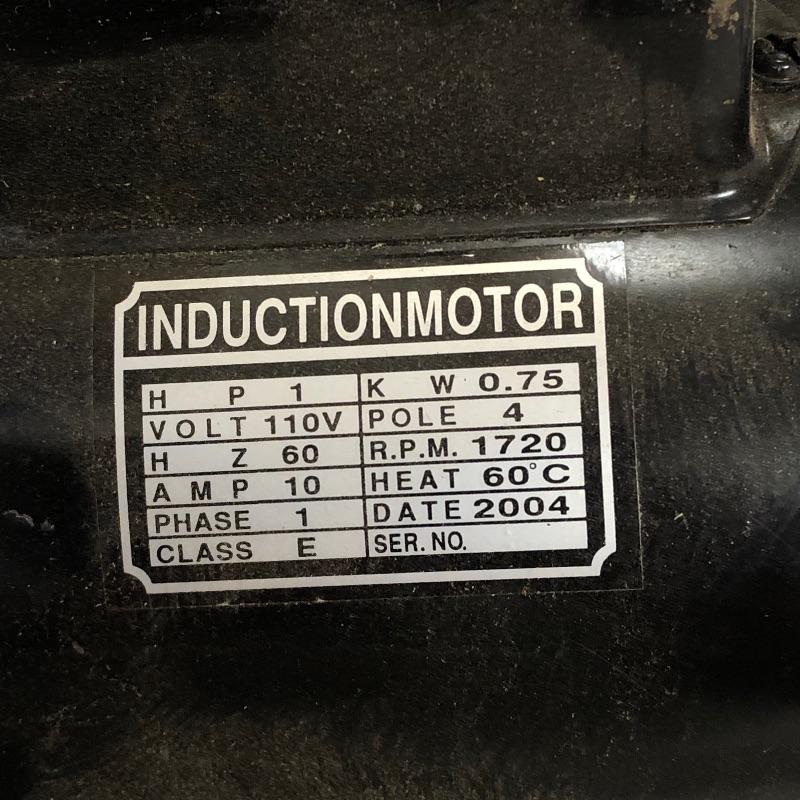 INDUCTIONMOTOR
H P 1 K W 0.75
VOLT 110V POLE 4
H Z 60 R.P.M. 1720
AMP 10 HEAT 60°C
PHASE 1 DATE 2004
CLASS E SER. NO.